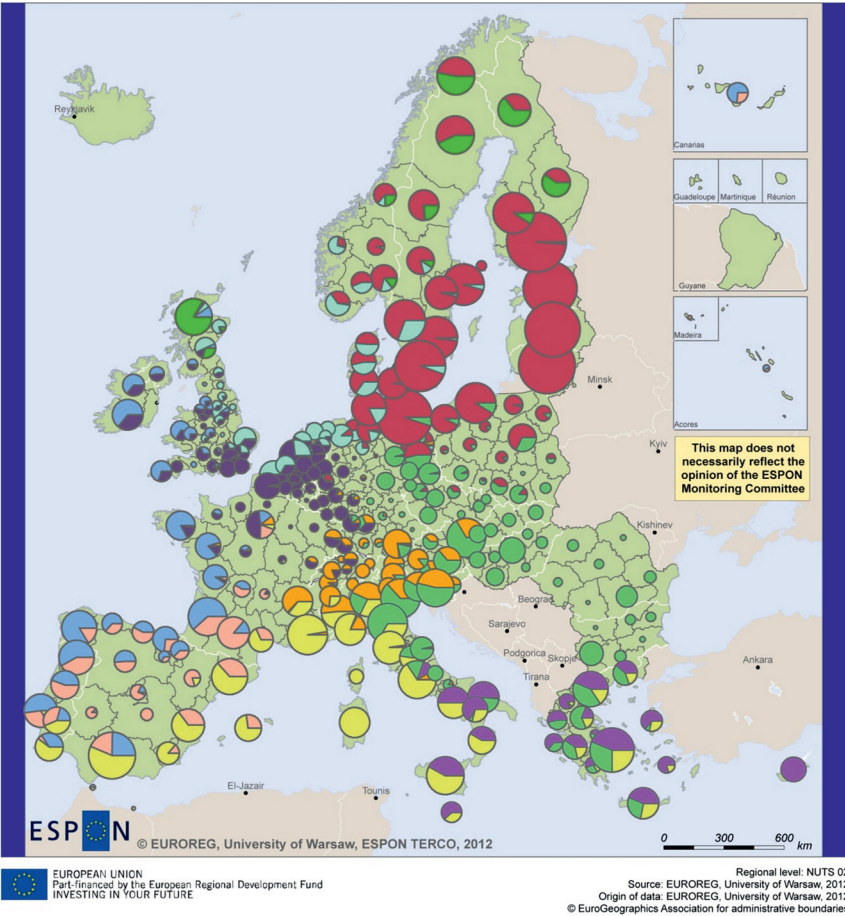 Reykjavik
Canarias
Guadeloupe Martinique Réunion
Guyane
Madeira
Acores
Minsk
Kyiv
This map does not
necessarily reflect the
opinion of the ESPON
Monitoring Committee
Kishinev
Beograd
Sarajevo
Podgorica
Skopje
Tirana
Ankara
El-Jazair
Tounis
ESPON
© EUROREG, University of Warsaw, ESPON TERCO, 2012
0 300 600
km
EUROPEAN UNION
Part-financed by the European Regional Development Fund
INVESTING IN YOUR FUTURE
Regional level: NUTS 02
Source: EUROREG, University of Warsaw, 2012
Origin of data: EUROREG, University of Warsaw, 2012
© EuroGeographics Association for administrative boundaries